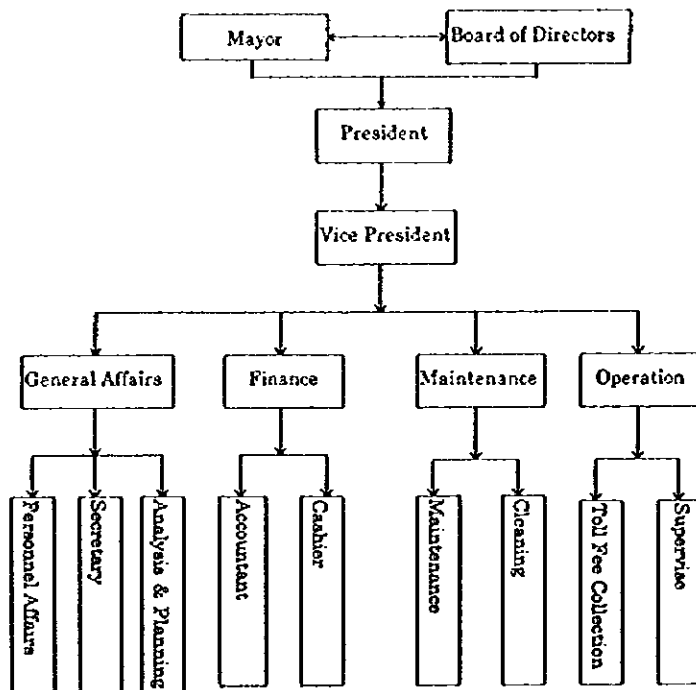 Mayor
Board of Directors
President
Vice President
General Affairs
Finance
Maintenance
Operation
Personnel Affairs
Secretary
Analysis & Planning
Accountant
Cashier
Maintenance
Cleaning
Toll Fee Collection
Supervise